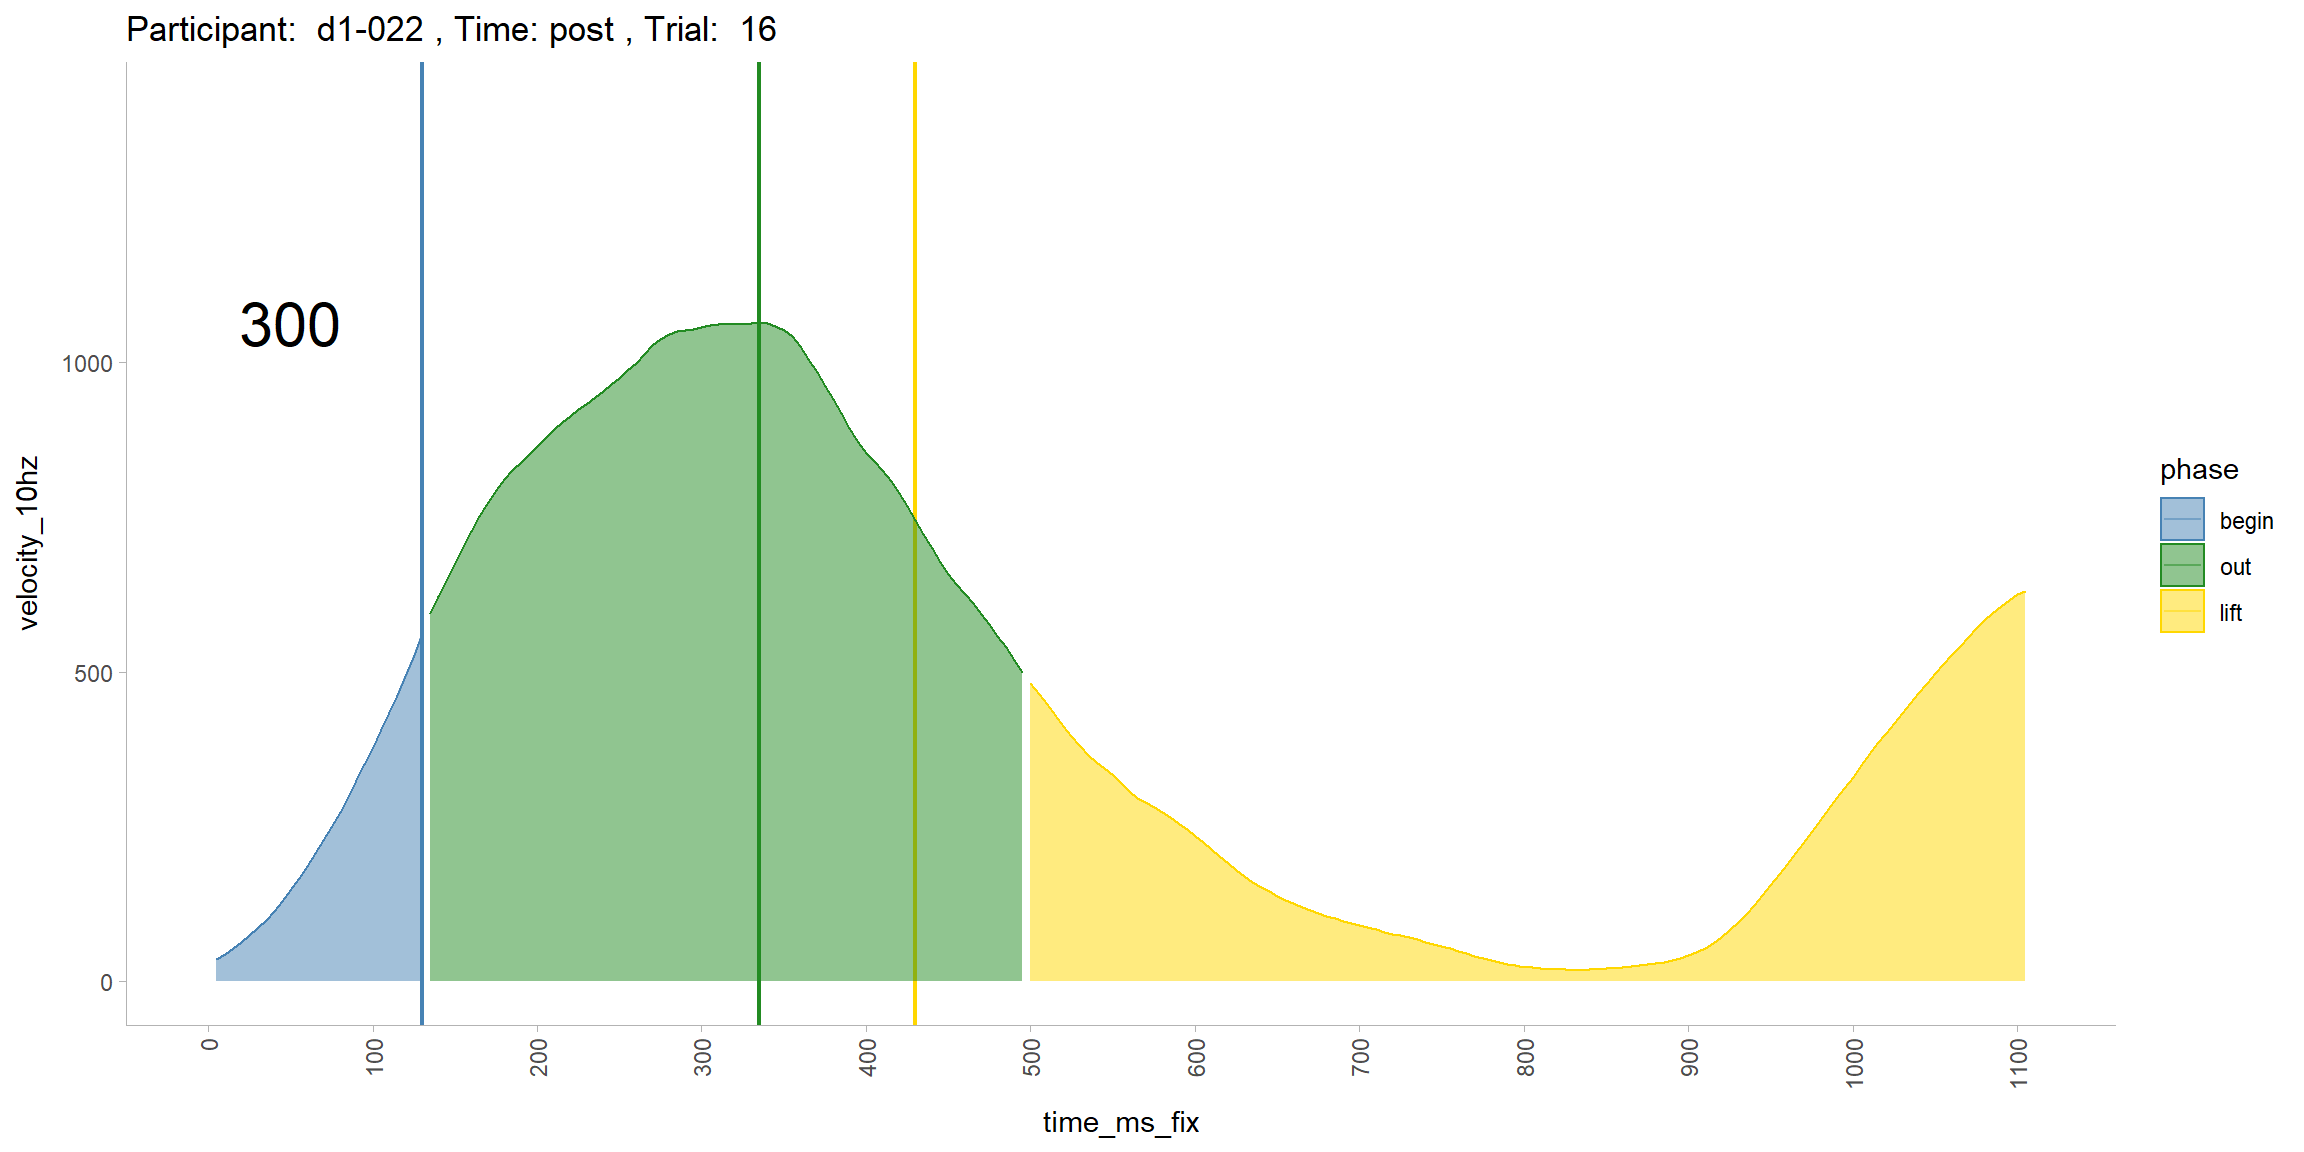 Participant:  d1-022 , Time: post , Trial:  16
300
1000
500
0
velocity_10hz
0
100
200
300
400
500
600
700
800
900
1000
1100
time_ms_fix
phase
begin
out
lift